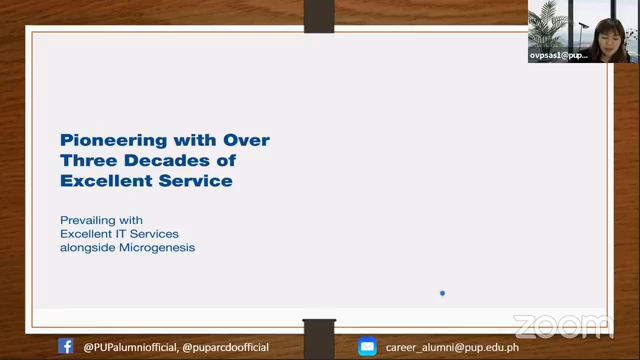 ovpsas1@pup...
Pioneering with Over
Three Decades of
Excellent Service
Prevailing with
Excellent IT Services
alongside Microgenesis
zoom
@PUPalumniofficial, @puparcdoofficial
career_alumni@pup.edu.ph